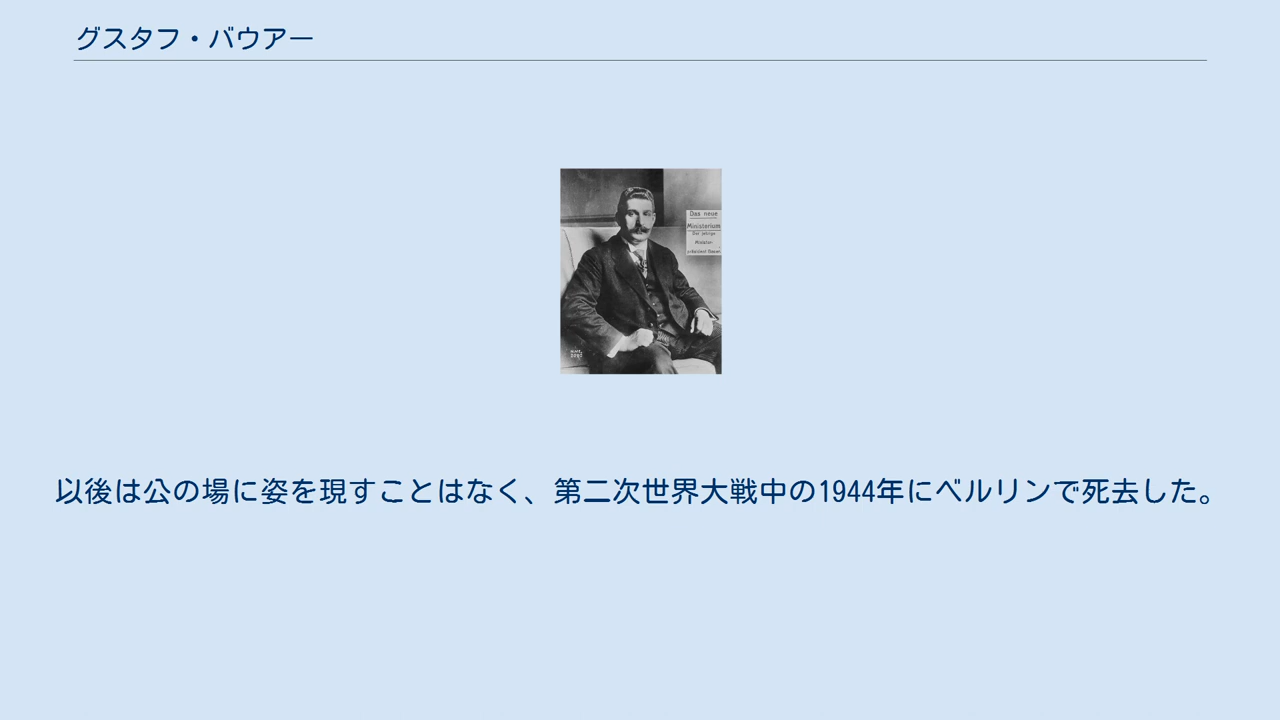 グスタフ・バウアー
Das neue
Ministerium
以後は公の場に姿を現すことはなく、第二次世界大戦中の1944年にベルリンで死去した。